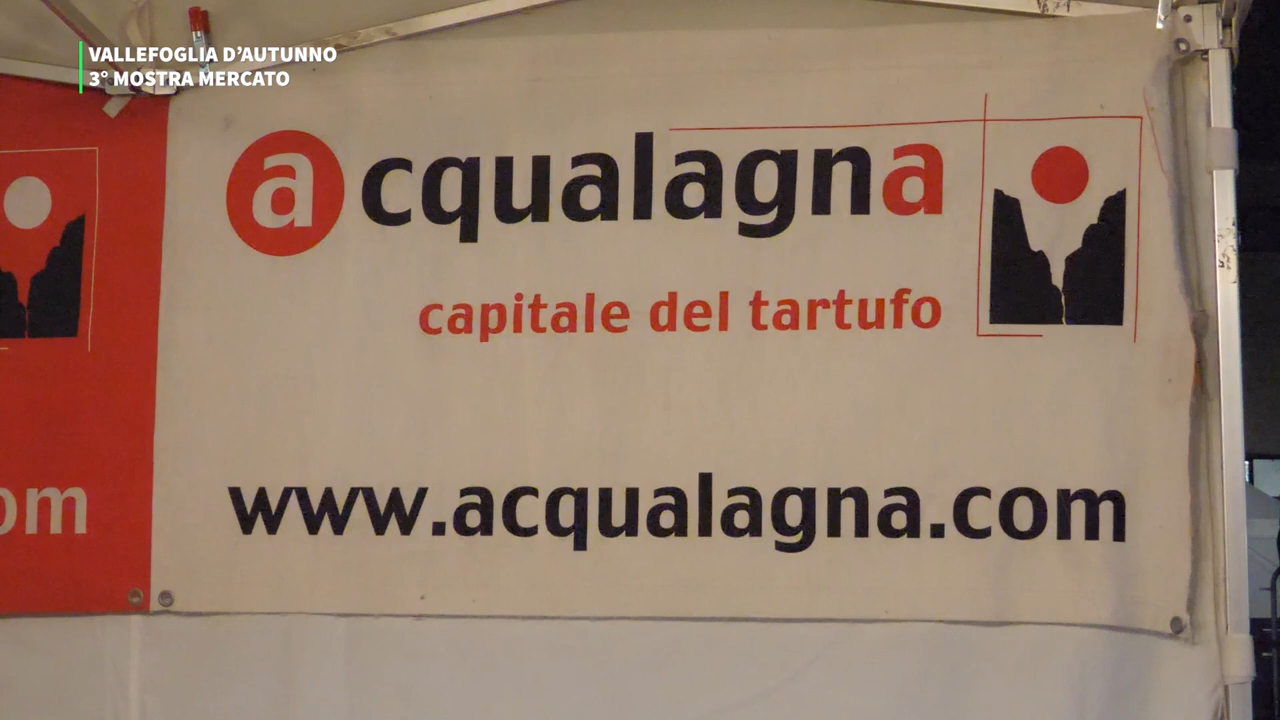 VALLEFOGLIA D'AUTUNNO
3° MOSTRA MERCATO
acqualagna
capitale del tartufo
www.acqualagna.com
om